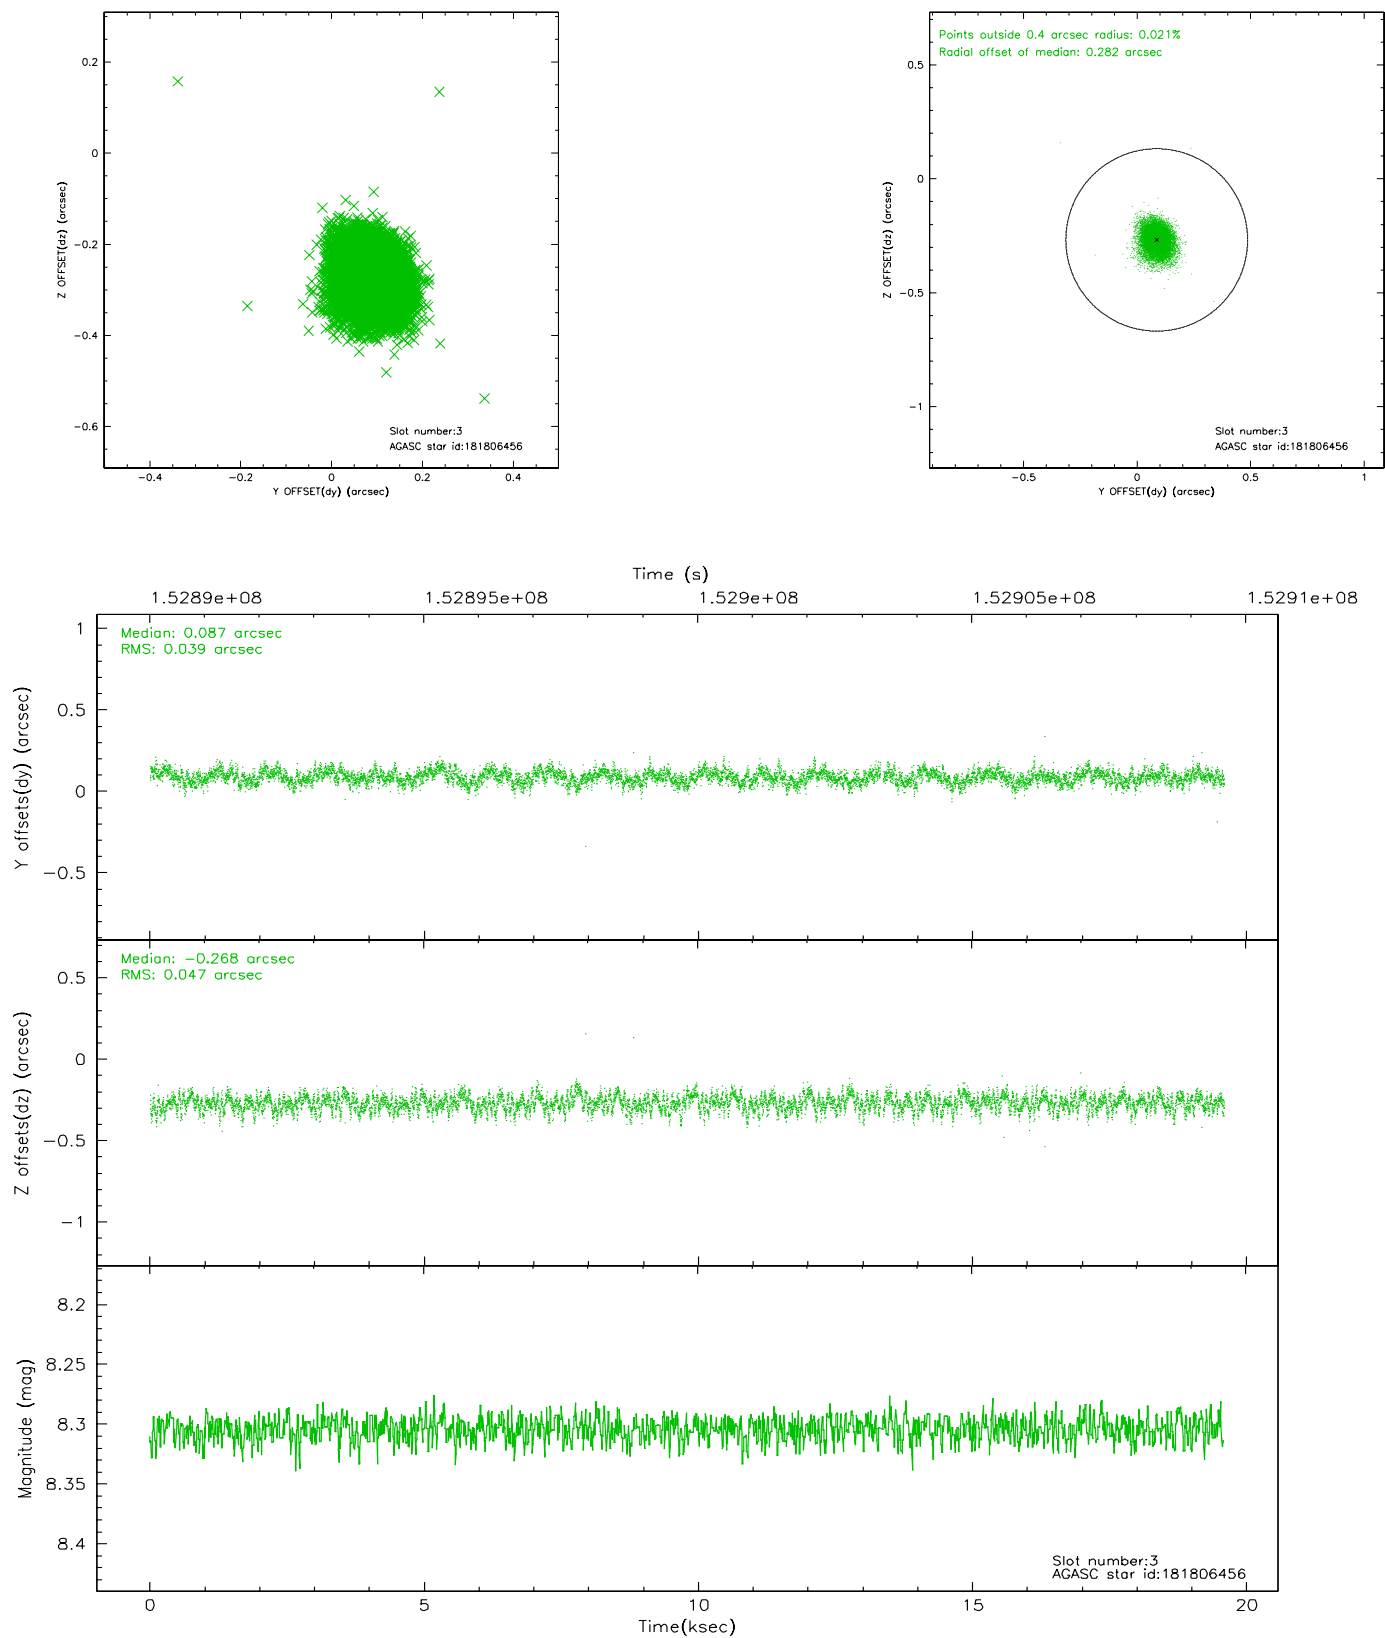 0.2
0
−0.2
−0.4
−0.6
Z OFFSET(dz) (arcsec)
Slot number:3
AGASC star id:181806456
−0.4
−0.2
0
0.2
0.4
Y OFFSET(dy) (arcsec)
Points outside 0.4 arcsec radius: 0.021%
Radial offset of median: 0.282 arcsec
0.5
0
−0.5
−1
Z OFFSET(dz) (arcsec)
Slot number:3
AGASC star id:181806456
−0.5
0
0.5
1
Y OFFSET(dy) (arcsec)
Time (s)
1.5289e+08
1.52895e+08
1.529e+08
1.52905e+08
1.5291e+08
Median: 0.087 arcsec
RMS: 0.039 arcsec
1
0.5
0
−0.5
Y offsets(dy) (arcsec)
Median: −0.268 arcsec
RMS: 0.047 arcsec
0.5
0
−0.5
−1
Z offsets(dz) (arcsec)
8.2
8.25
8.3
8.35
8.4
Magnitude (mag)
Slot number:3
AGASC star id:181806456
0
5
10
15
20
Time(ksec)